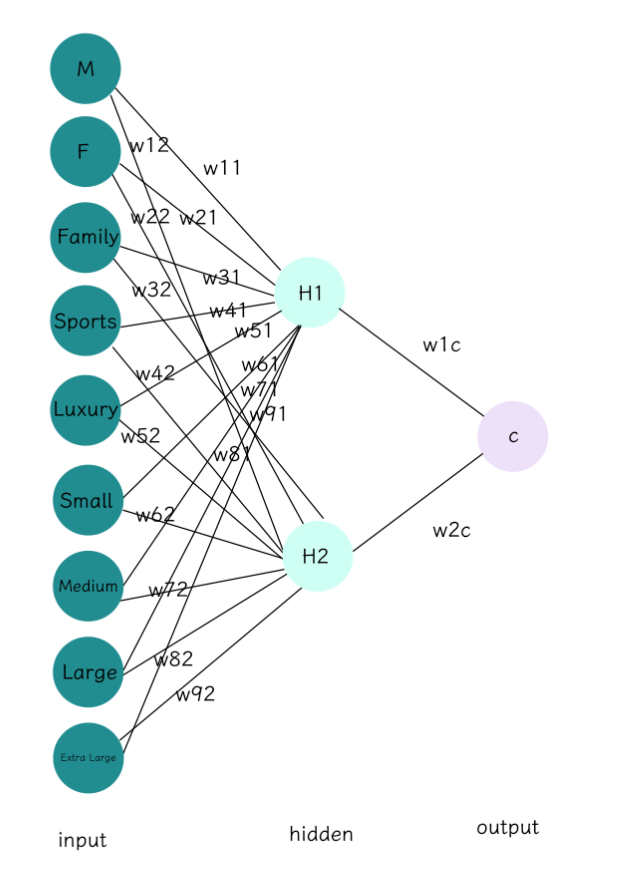 M
w12
F
w11
w22
w21
Family
w31
w32
H1
w41
Sports
w51
w1c
w61
w42
w71
Luxury
w91
w52
c
w81
Small
w62
w2c
H2
Medium
w72
w82
Large
w92
Extra Large
input
hidden
output